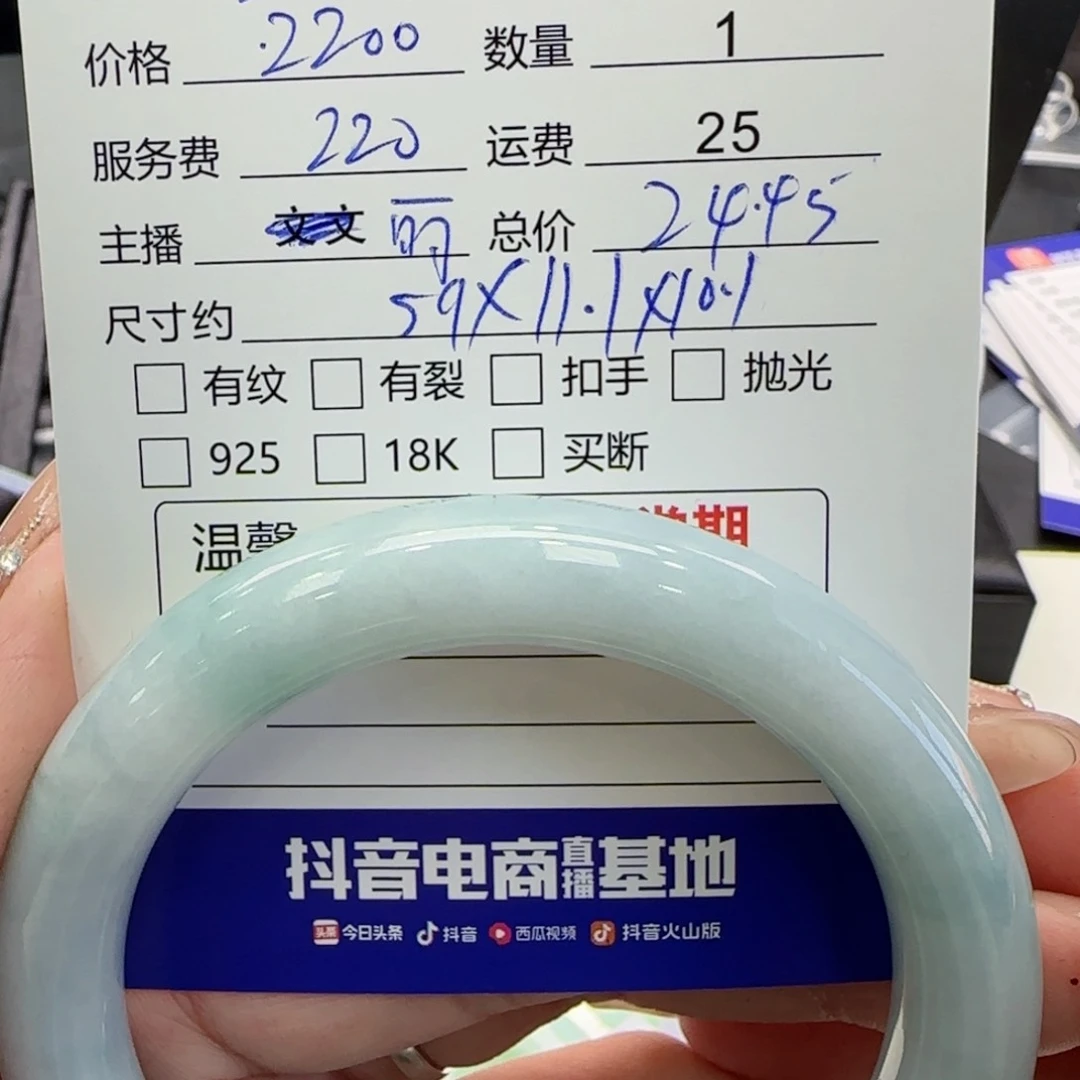 价格 2200 数量 1
服务费 220 运费 25
主播 丽 总价 2445
尺寸约 59X11.1X10.1
□ 有纹 □ 有裂 □ 扣手 □ 抛光
□ 925 □ 18K □ 买断
温馨
抖音电商直播基地
头条 今日头条 抖音 西瓜视频 抖音火山版